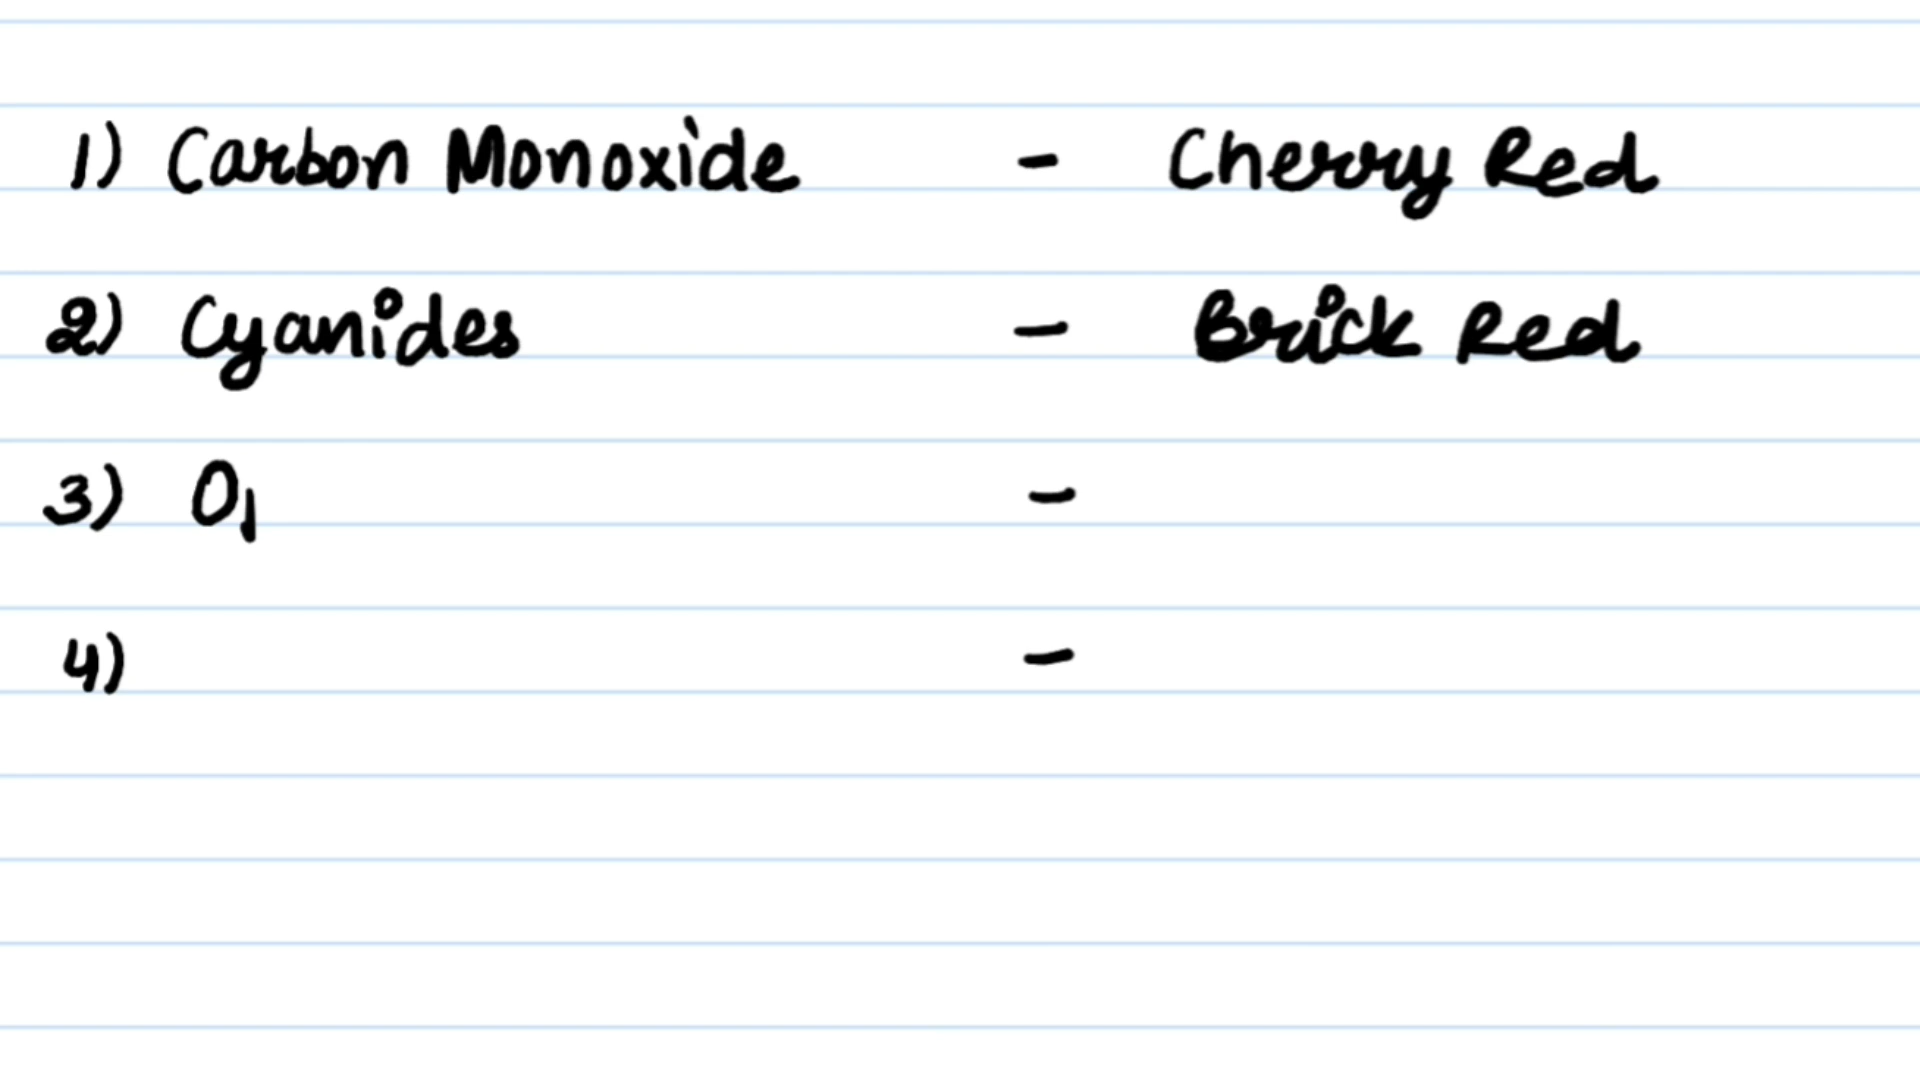 1) Carbon Monoxide - Cherry Red
2) Cyanides - Brick Red
3) O -
4) -